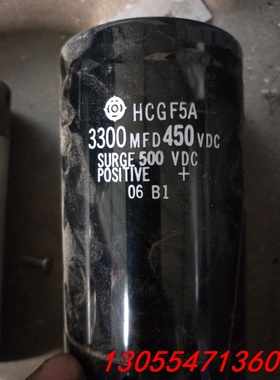 HCGF5A
3300 MFD 450 VDC
SURGE 500 VDC
POSITIVE +
06 B1
13055471360